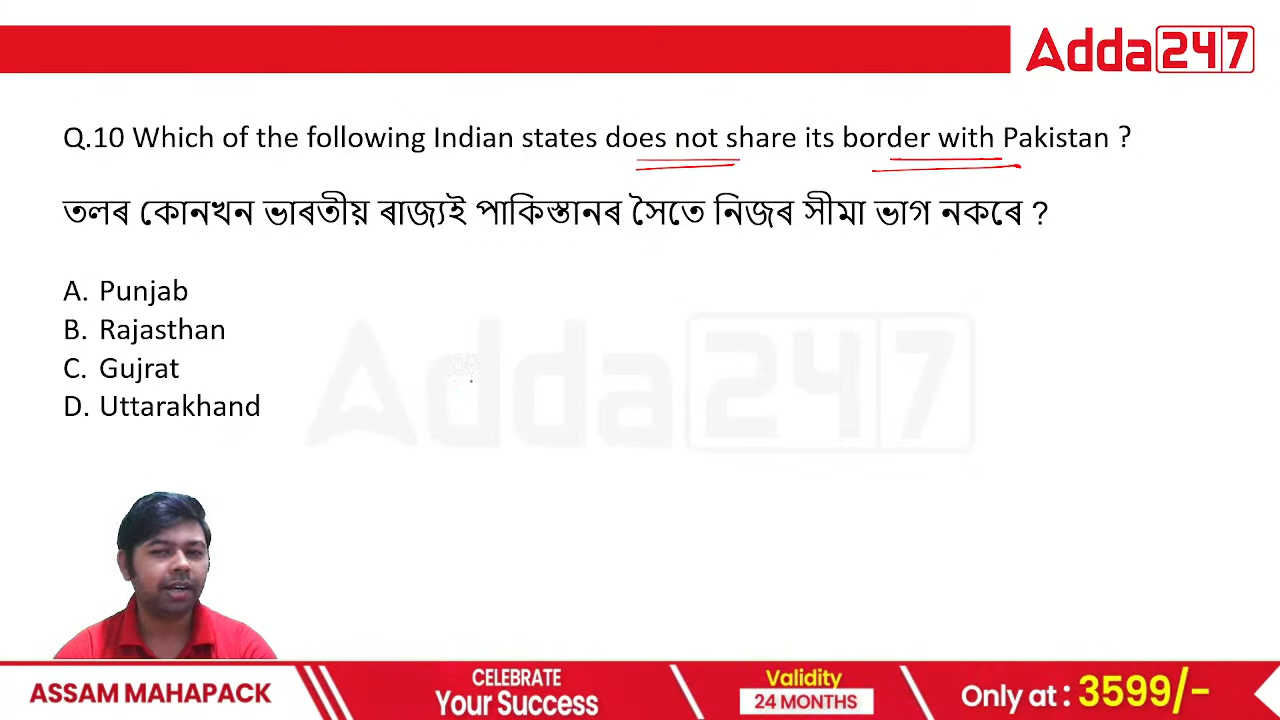 Adda247
Q.10 Which of the following Indian states does not share its border with Pakistan ?
তলৰ কোনখন ভাৰতীয় ৰাজ্যই পাকিস্তানৰ সৈতে নিজৰ সীমা ভাগ নকৰে ?
A. Punjab
B. Rajasthan
C. Gujrat
D. Uttarakhand
Adda247
ASSAM MAHAPACK
CELEBRATE
Your Success
Validity
24 MONTHS
Only at : 3599/-